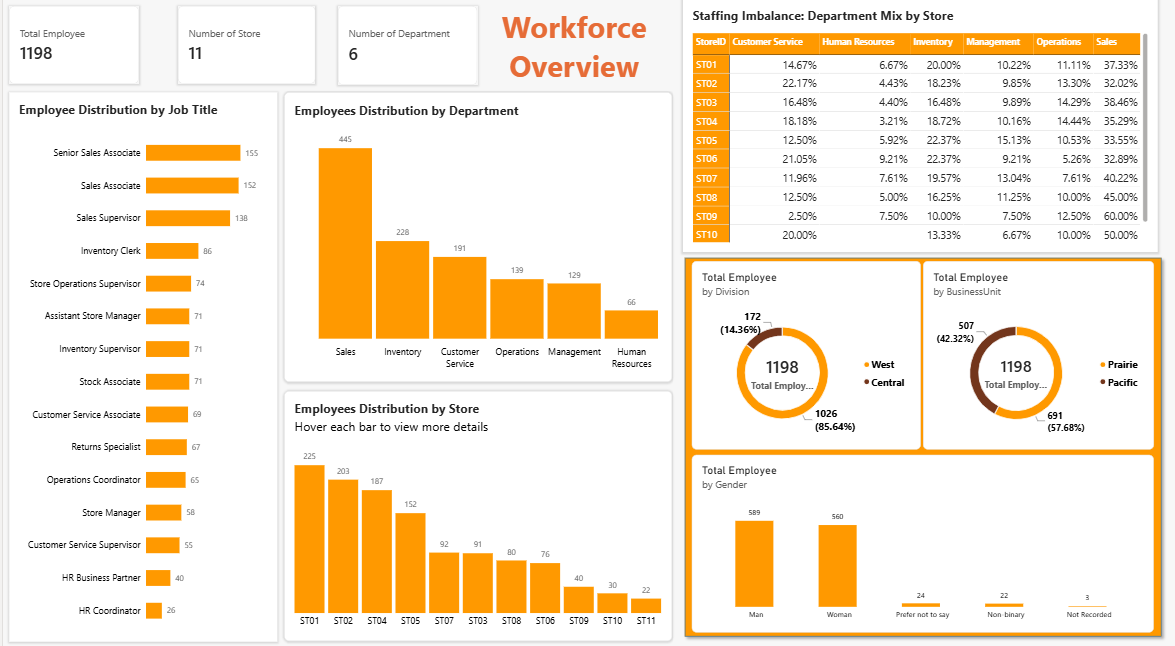 Total Employee
1198
Number of Store
11
Number of Department
6
Workforce
Overview
Employee Distribution by Job Title
Senior Sales Associate 155
Sales Associate 152
Sales Supervisor 138
Inventory Clerk 86
Store Operations Supervisor 74
Assistant Store Manager 71
Inventory Supervisor 71
Stock Associate 71
Customer Service Associate 69
Returns Specialist 67
Operations Coordinator 65
Store Manager 58
Customer Service Supervisor 55
HR Business Partner 40
HR Coordinator 26
Employees Distribution by Department
445
228
191
139
129
66
Sales Inventory Customer Operations Management Human
Service Resources
Employees Distribution by Store
Hover each bar to view more details
225
203
187
152
92 91 80 76
40 30 22
ST01 ST02 ST04 ST05 ST07 ST03 ST08 ST06 ST09 ST10 ST11
Staffing Imbalance: Department Mix by Store
StoreID Customer Service Human Resources Inventory Management Operations Sales
ST01 14.67% 6.67% 20.00% 10.22% 11.11% 37.33%
ST02 22.17% 4.43% 18.23% 9.85% 13.30% 32.02%
ST03 16.48% 4.40% 16.48% 9.89% 14.29% 38.46%
ST04 18.18% 3.21% 18.72% 10.16% 14.44% 35.29%
ST05 12.50% 5.92% 22.37% 15.13% 10.53% 33.55%
ST06 21.05% 9.21% 22.37% 9.21% 5.26% 32.89%
ST07 11.96% 7.61% 19.57% 13.04% 7.61% 40.22%
ST08 12.50% 5.00% 16.25% 11.25% 10.00% 45.00%
ST09 2.50% 7.50% 10.00% 7.50% 12.50% 60.00%
ST10 20.00% 13.33% 6.67% 10.00% 50.00%
Total Employee
by Division
172
(14.36%)
1198
Total Employ...
1026
(85.64%)
West
Central
Total Employee
by BusinessUnit
507
(42.32%)
1198
Total Employ...
691
(57.68%)
Prairie
Pacific
Total Employee
by Gender
589 560 24 22 3
Man Woman Prefer not to say Non-binary Not Recorded